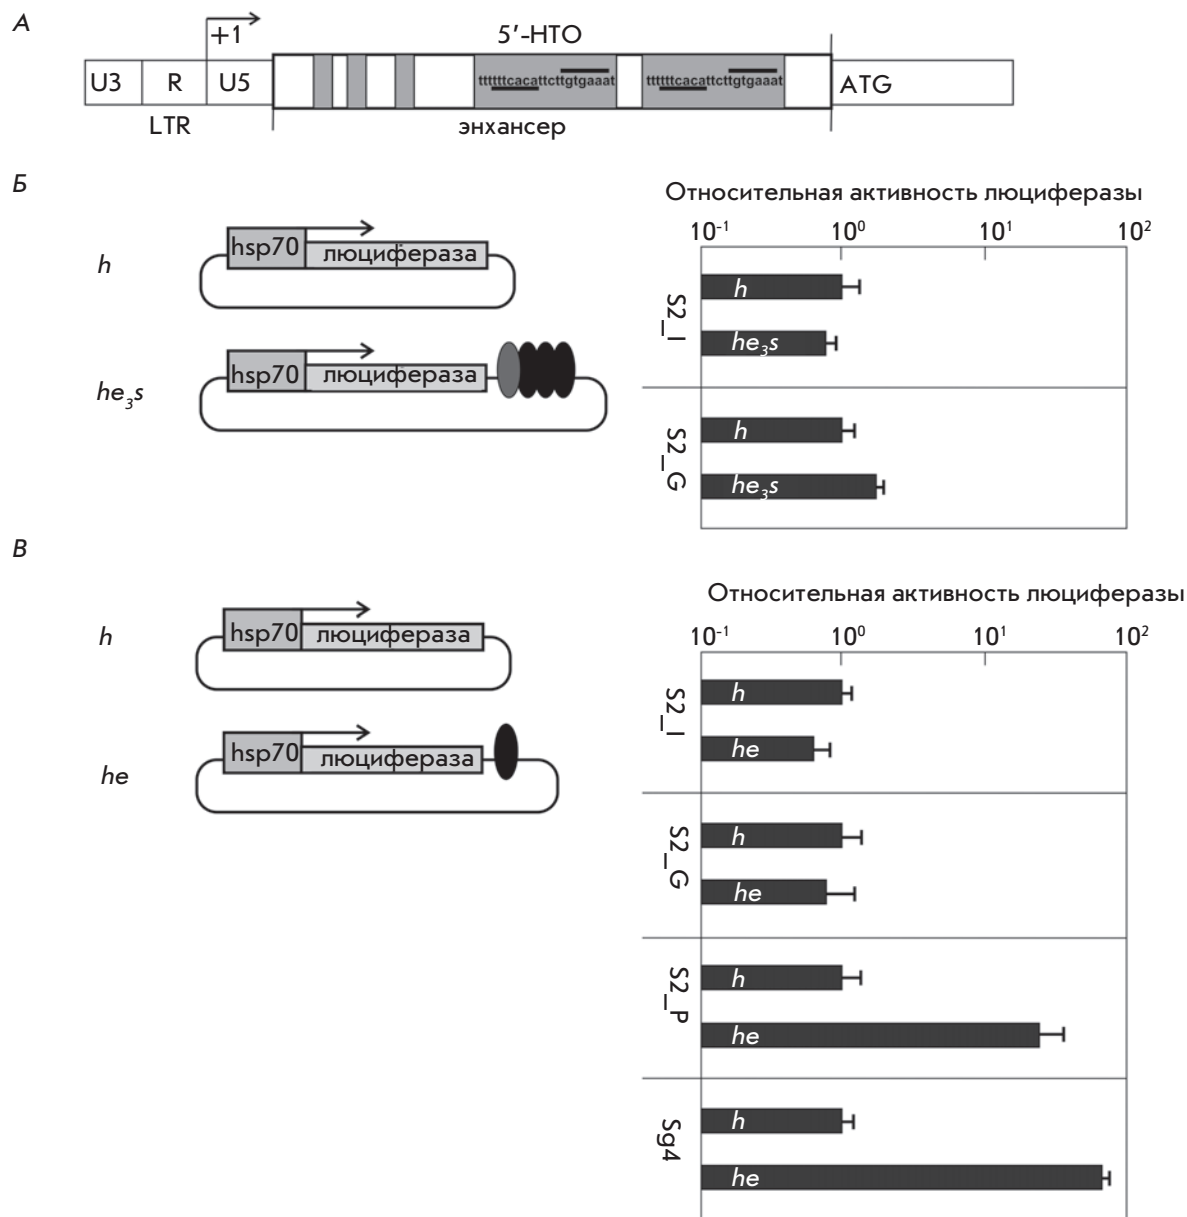 А
+1
5′-НТО
U3 R U5 ttttttcacattcttgtgaaat ttttttcacattcttgtgaaat ATG
LTR энхансер
Б
Относительная активность люциферазы
10⁻¹ 10⁰ 10¹ 10²
h hsp70 люцифераза
he₃s hsp70 люцифераза
S2_I
h
he₃s
S2_G
h
he₃s
В
Относительная активность люциферазы
10⁻¹ 10⁰ 10¹ 10²
h hsp70 люцифераза
he hsp70 люцифераза
S2_I
h
he
S2_G
h
he
S2_P
h
he
Sg4
h
he